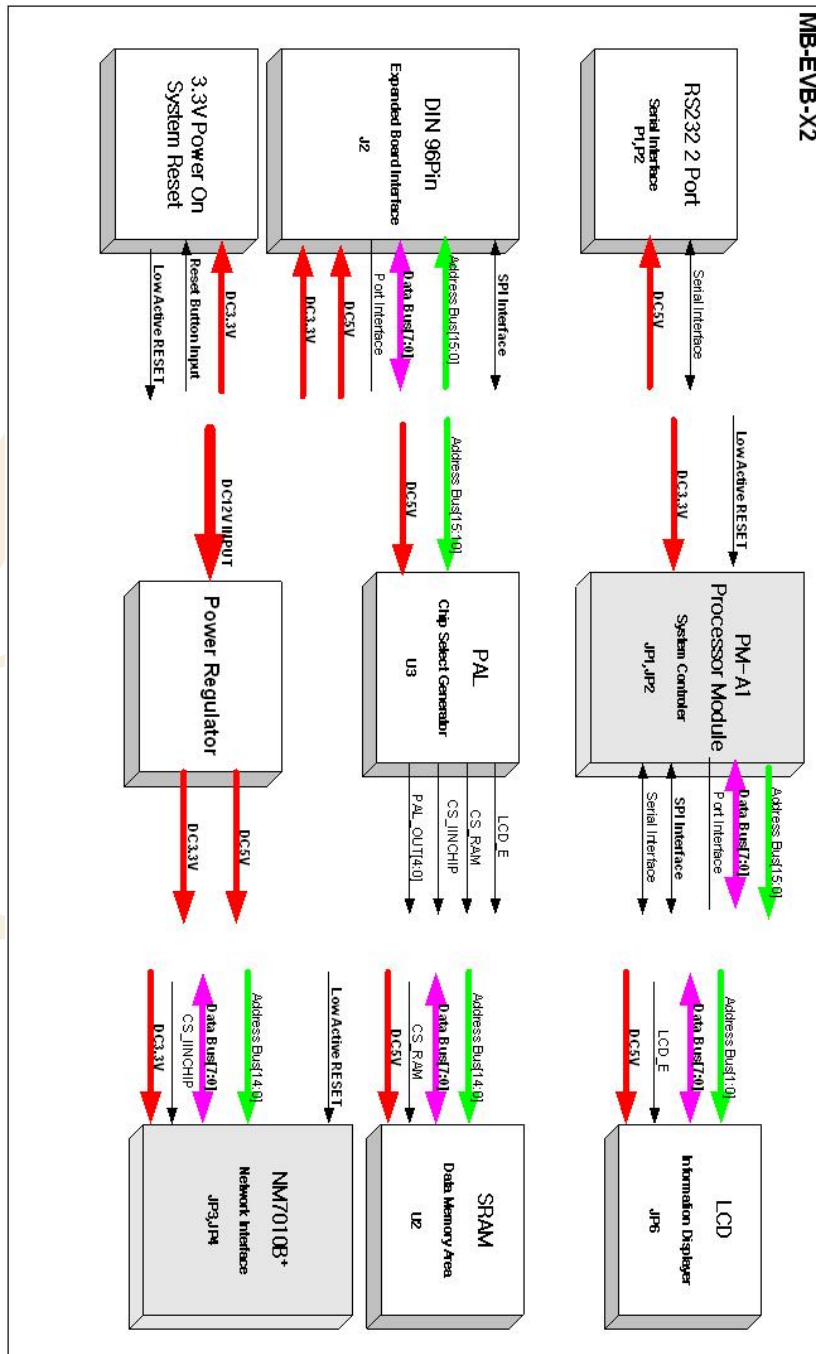 MB-EVB-X2
RS232 2 Port
Serial Interface
P1,P2
Serial Interface
DC5V
Low Active RESET
DC3.3V
PM-A1
Processor Module
System Controler
JP1,JP2
Address Bus[15:0]
Data Bus[7:0]
Port Interface
SPI Interface
Serial Interface
Address Bus[1:0]
Data Bus[7:0]
LCD_E
DC5V
LCD
Information Displayer
JP6
DIN 96Pin
Expanded Board Interface
J2
SPI Interface
Address Bus[15:0]
Data Bus[7:0]
Port Interface
DC5V
DC3.3V
Address Bus[15:10]
DC5V
PAL
Chip Select Generator
U3
LCD_E
CS_RAM
CS_IINCHIP
PAL_OUT[4:0]
Address Bus[14:0]
Data Bus[7:0]
CS_RAM
DC5V
SRAM
Data Memory Area
U2
3.3V Power On
System Reset
DC3.3V
Reset Button Input
Low Active RESET
DC12V INPUT
Power Regulator
DC5V
DC3.3V
Low Active RESET
Address Bus[14:0]
Data Bus[7:0]
CS_IINCHIP
DC3.3V
NM7010B+
Network Interface
JP3,JP4